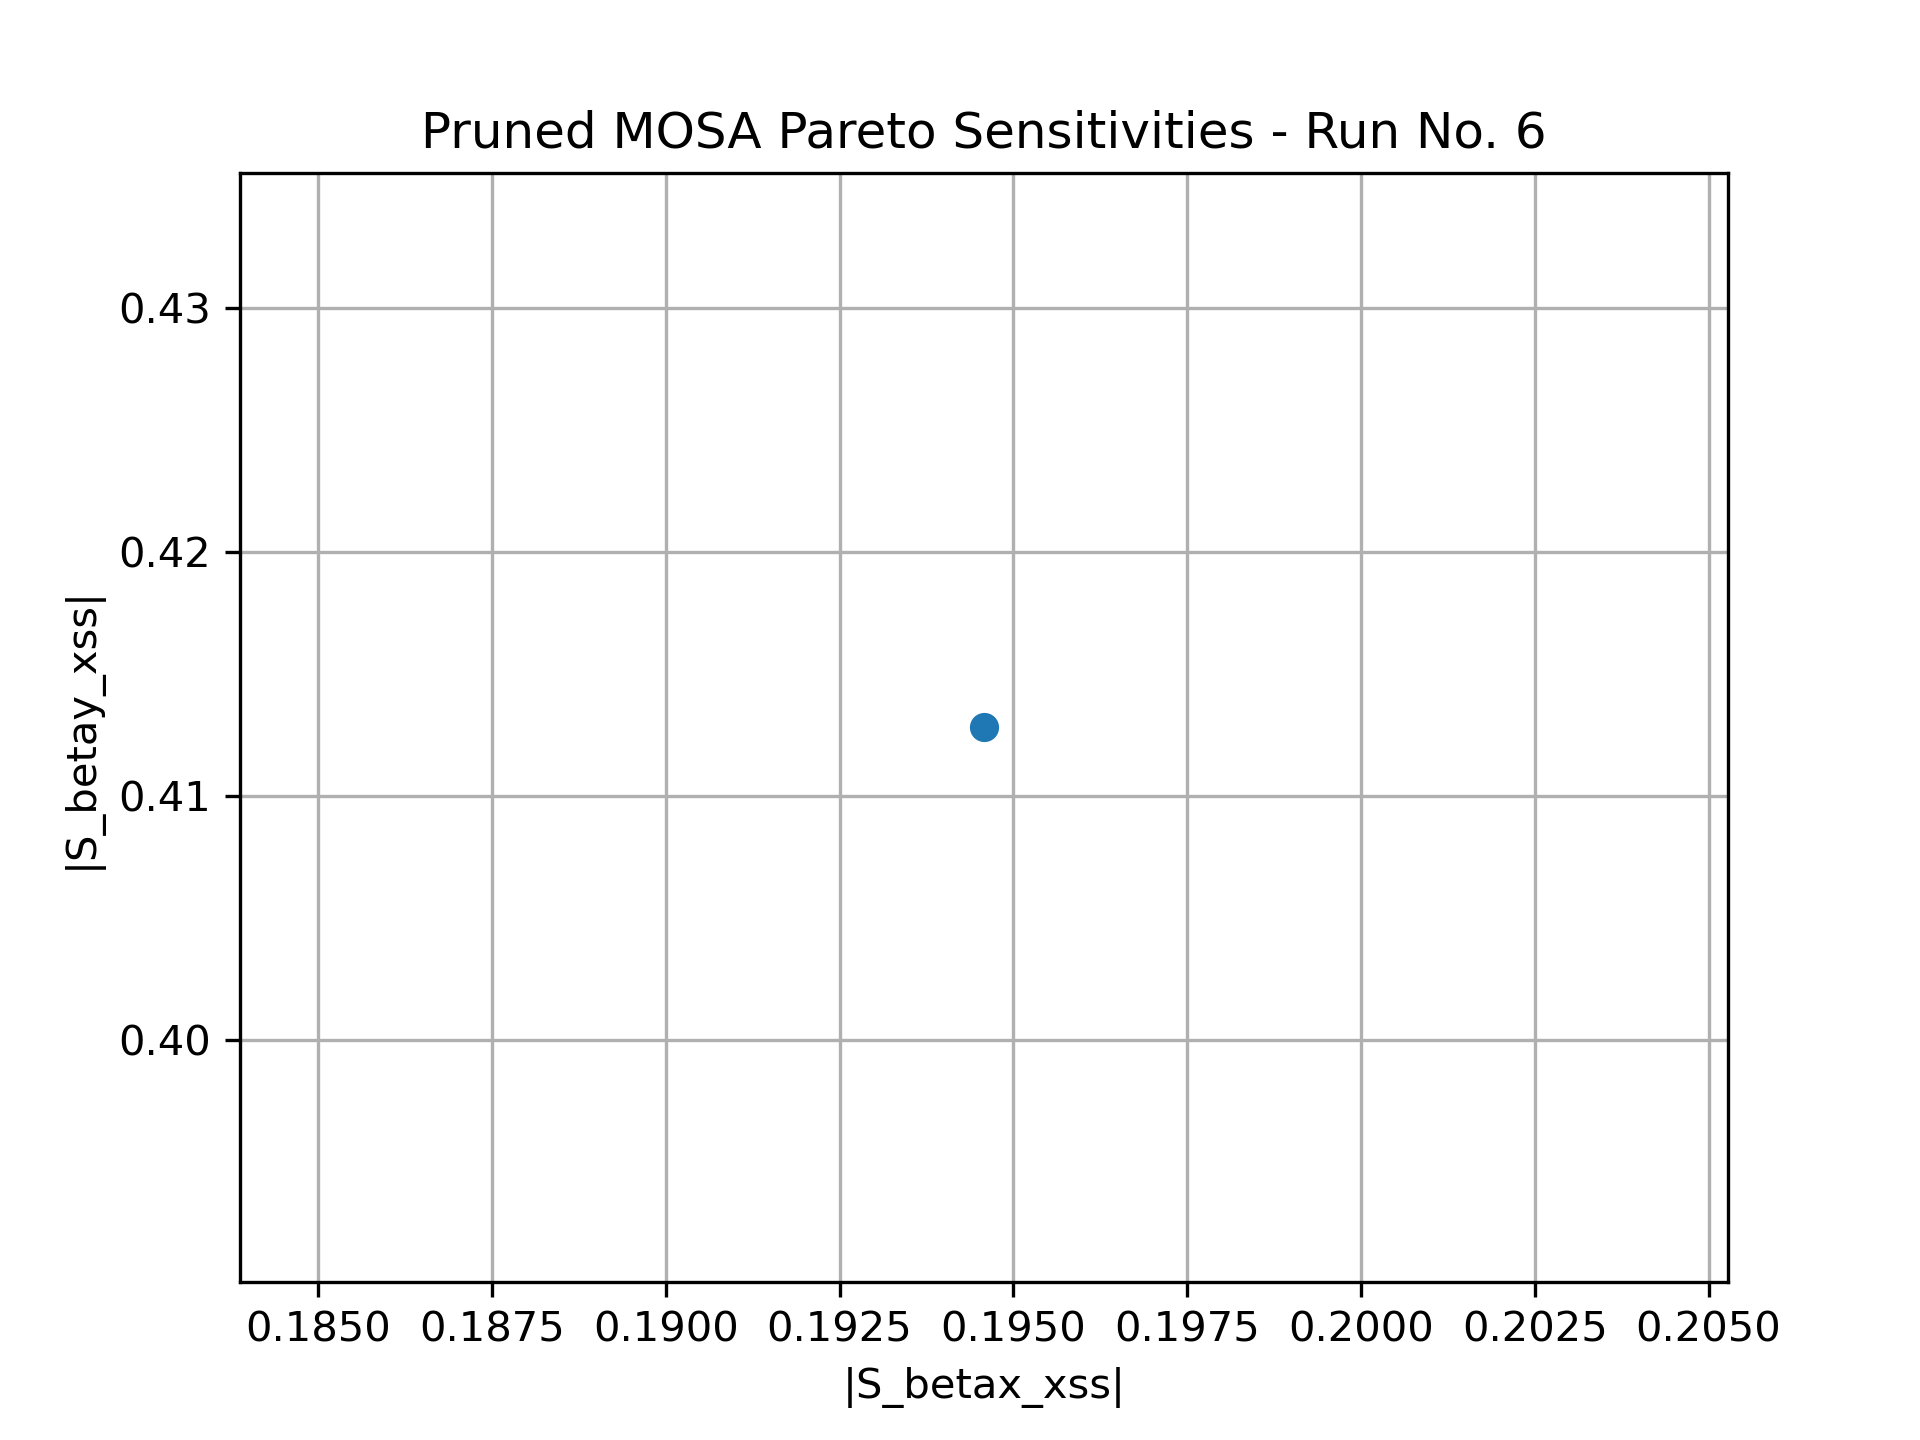 Pruned MOSA Pareto Sensitivities - Run No. 6
0.43
0.42
0.41
0.40
|S_betay_xss|
0.1850 0.1875 0.1900 0.1925 0.1950 0.1975 0.2000 0.2025 0.2050
|S_betax_xss|